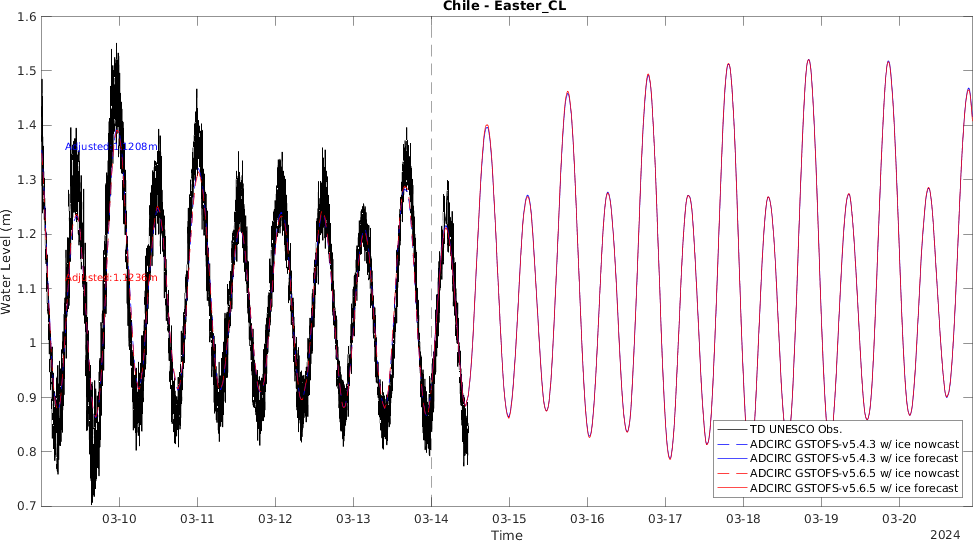 Chile - Easter_CL
1.6
1.5
1.4
1.3
1.2
1.1
1
0.9
0.8
0.7
Water Level (m)
Adjusted:1.1208m
Adjusted:1.1236m
TD UNESCO Obs.
ADCIRC GSTOFS-v5.4.3 w/ ice nowcast
ADCIRC GSTOFS-v5.4.3 w/ ice forecast
ADCIRC GSTOFS-v5.6.5 w/ ice nowcast
ADCIRC GSTOFS-v5.6.5 w/ ice forecast
03-10 03-11 03-12 03-13 03-14 03-15 03-16 03-17 03-18 03-19 03-20
Time
2024